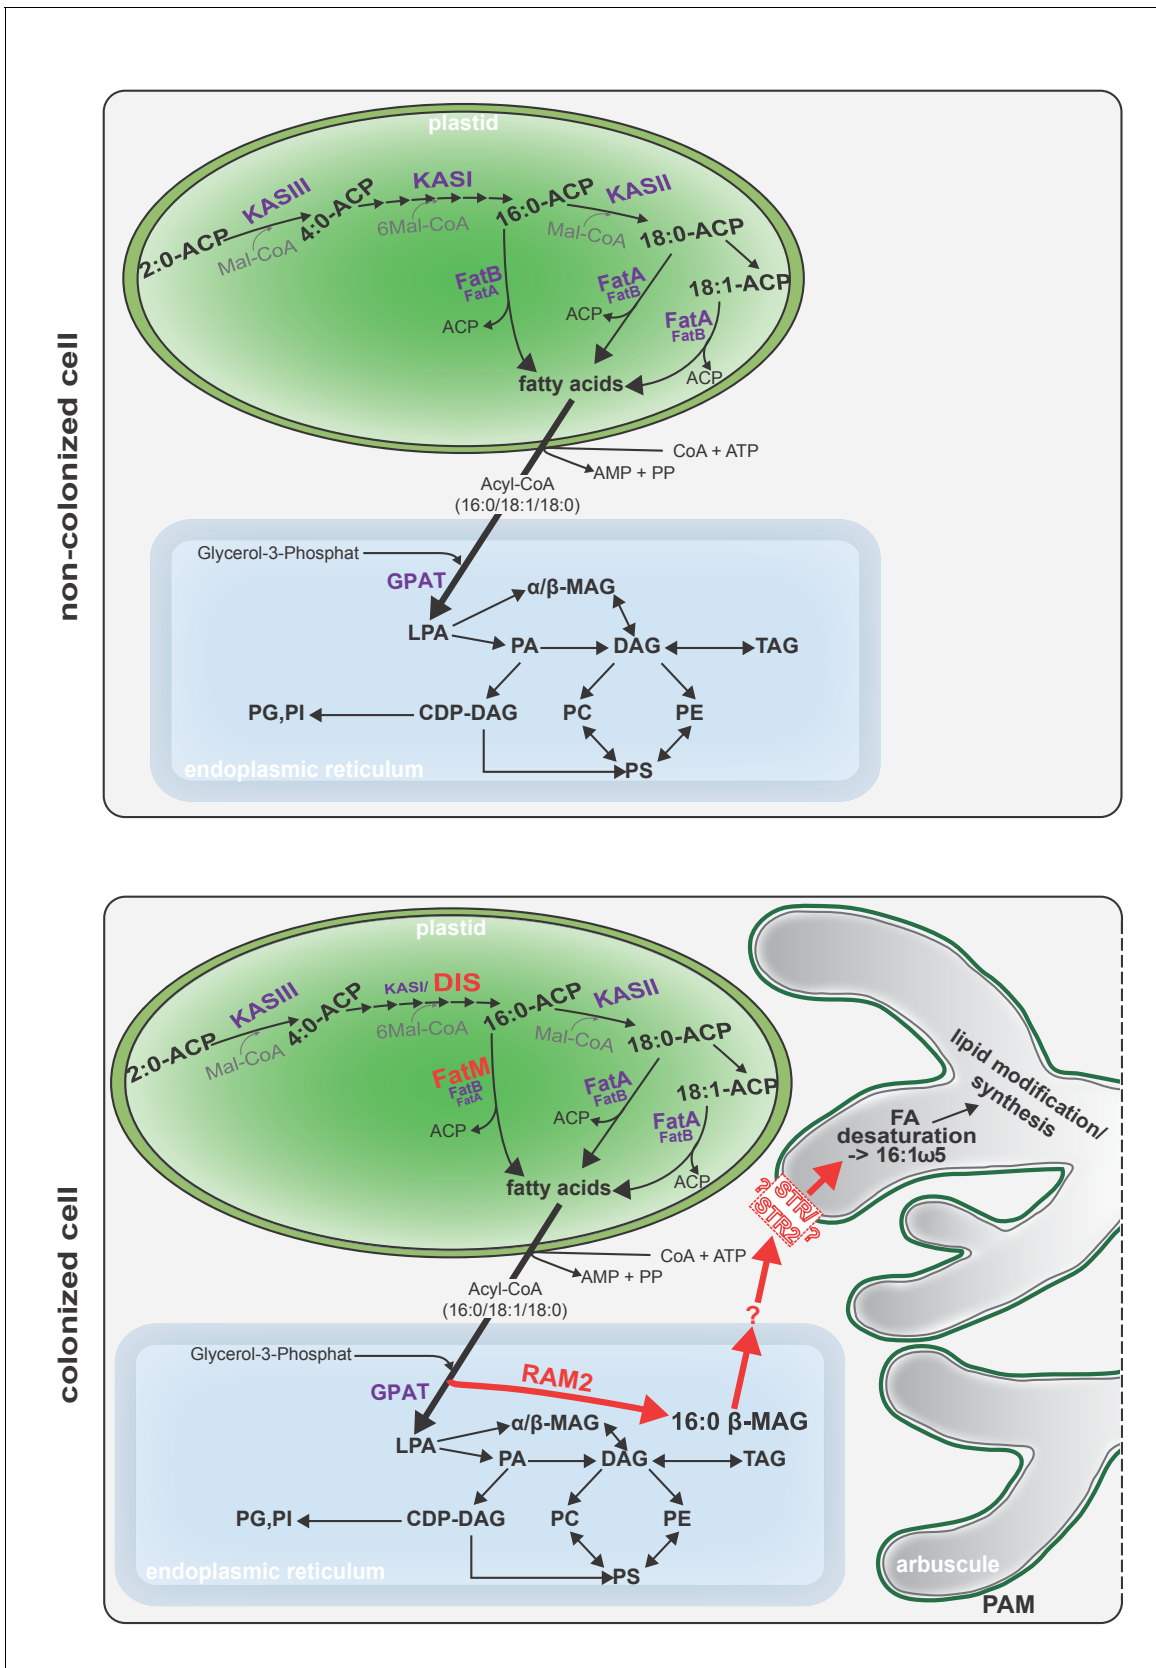 non-colonized cell
plastid
KASIII
KASI
KASII
2:0-ACP
Mal-CoA
4:0-ACP
6Mal-CoA
16:0-ACP
Mal-CoA
18:0-ACP
18:1-ACP
FatB
FatA
ACP
FatA
FatB
ACP
FatA
FatB
ACP
fatty acids
CoA + ATP
AMP + PP
Acyl-CoA
(16:0/18:1/18:0)
Glycerol-3-Phosphat
GPAT
α/β-MAG
LPA
PA
DAG
TAG
PG,PI
CDP-DAG
PC
PE
PS
endoplasmic reticulum
colonized cell
plastid
KASIII
KASI/ DIS
KASII
2:0-ACP
Mal-CoA
4:0-ACP
6Mal-CoA
16:0-ACP
Mal-CoA
18:0-ACP
18:1-ACP
FatM
FatB
FatA
ACP
FatA
FatB
ACP
FatA
FatB
ACP
fatty acids
CoA + ATP
AMP + PP
Acyl-CoA
(16:0/18:1/18:0)
Glycerol-3-Phosphat
GPAT
RAM2
16:0 β-MAG
?
? STR/
STR2 ?
FA
desaturation
-> 16:1ω5
lipid modification/
synthesis
α/β-MAG
LPA
PA
DAG
TAG
PG,PI
CDP-DAG
PC
PE
PS
endoplasmic reticulum
arbuscule
PAM